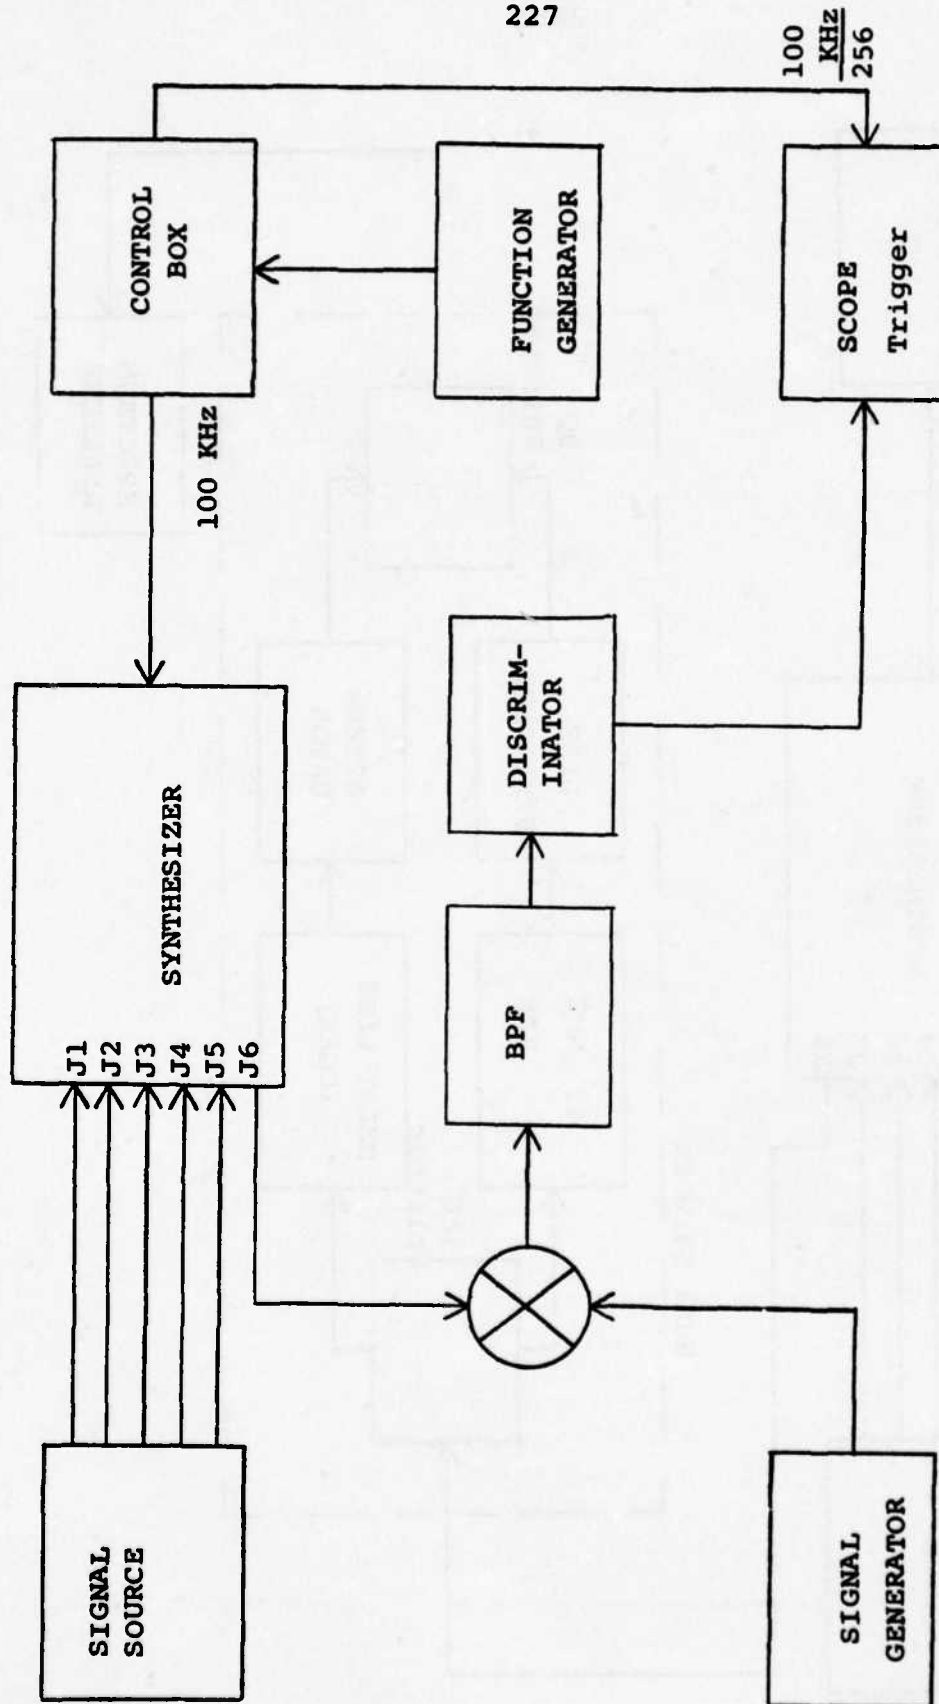 227
SIGNAL
SOURCE
J1
J2
J3
J4
J5
J6
SYNTHESIZER
100 KHz
CONTROL
BOX
FUNCTION
GENERATOR
BPF
DISCRIM-
INATOR
SIGNAL
GENERATOR
SCOPE
Trigger
100
KHz
256